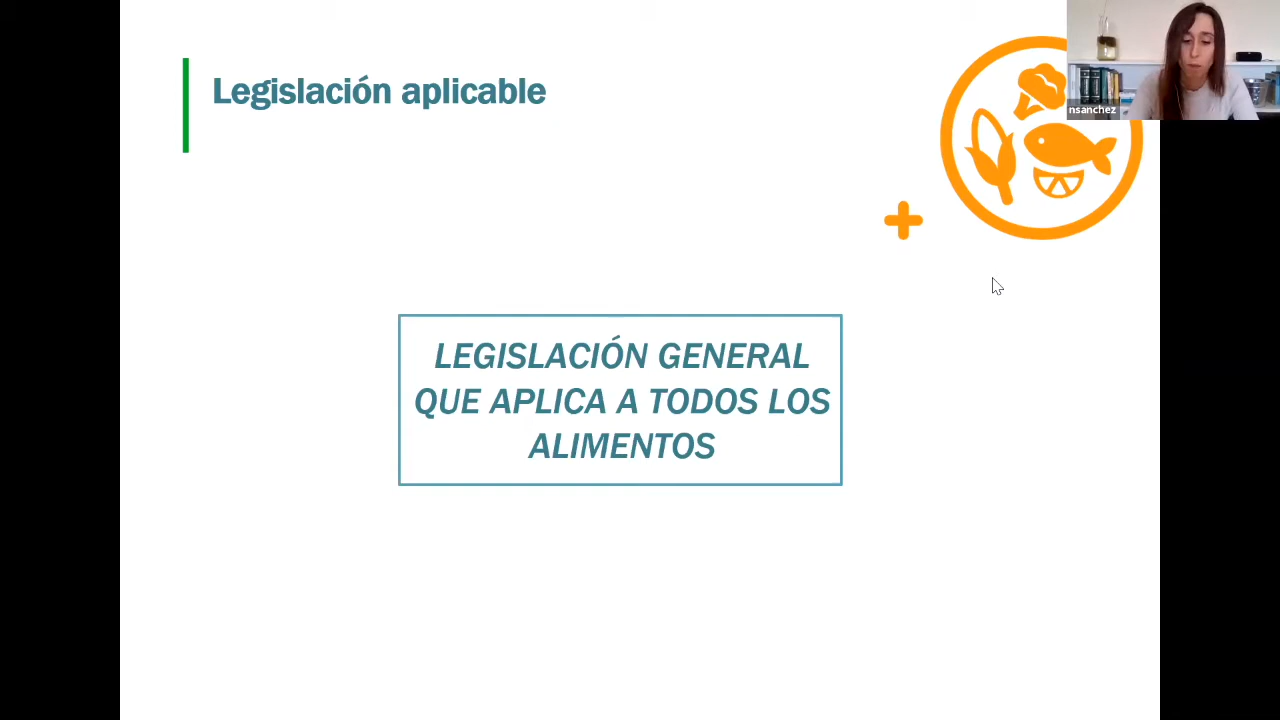 Legislación aplicable
nsanchez
LEGISLACIÓN GENERAL
QUE APLICA A TODOS LOS
ALIMENTOS